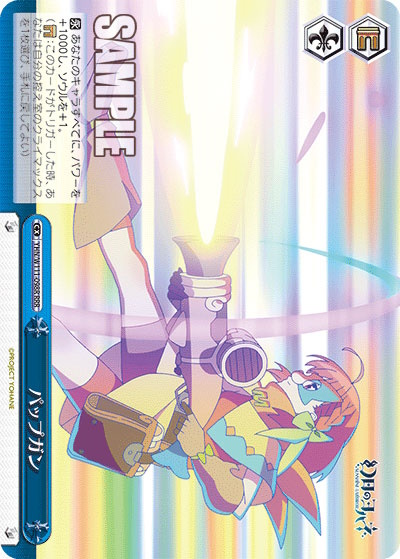 SAMPLE
永 あなたのキャラすべてに、パワーを
+1000し、ソウルを+1。
(:このカードがトリガーした時、あ
なたは自分の控え室のクライマックス
を1枚選び、手札に戻してよい)
CX
パップガン
©PROJECT YOHANE
幻日のヨハネ